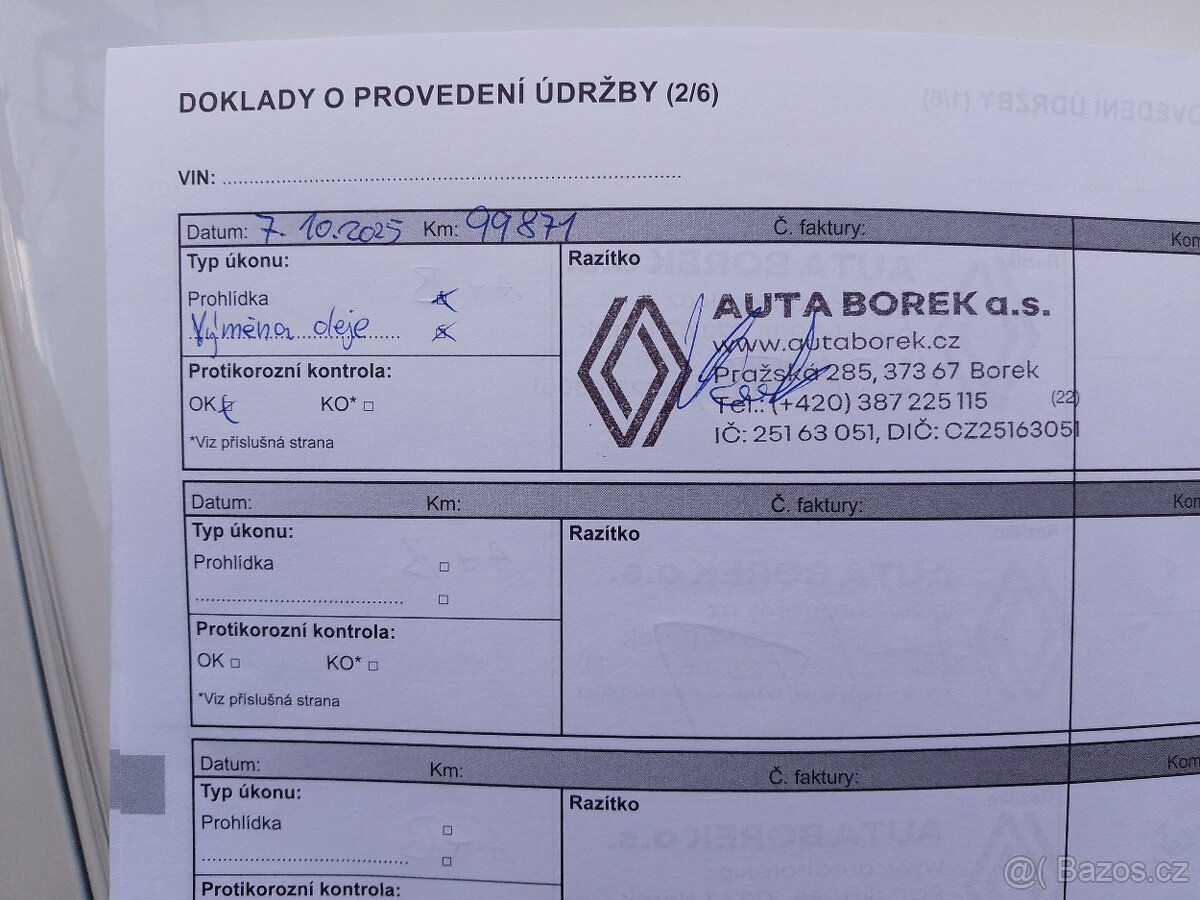 DOKLADY O PROVEDENÍ ÚDRŽBY (2/6)
VIN: ....................................................................................
Datum: 7. 10. 2025 Km: 99871 Č. faktury:
Typ úkonu:
Prohlídka
Výměna oleje
Protikorozní kontrola:
OK KO* □
*Viz příslušná strana
Razítko
AUTA BOREK a.s.
www.autaborek.cz
Pražská 285, 373 67 Borek
Tel.: (+420) 387 225 115 (22)
IČ: 251 63 051, DIČ: CZ25163051
Datum: Km: Č. faktury:
Typ úkonu:
Prohlídka □
...................................... □
Protikorozní kontrola:
OK □ KO* □
*Viz příslušná strana
Razítko
Datum: Km: Č. faktury:
Typ úkonu:
Prohlídka □
...................................... □
Protikorozní kontrola:
Razítko
@( Bazos.cz